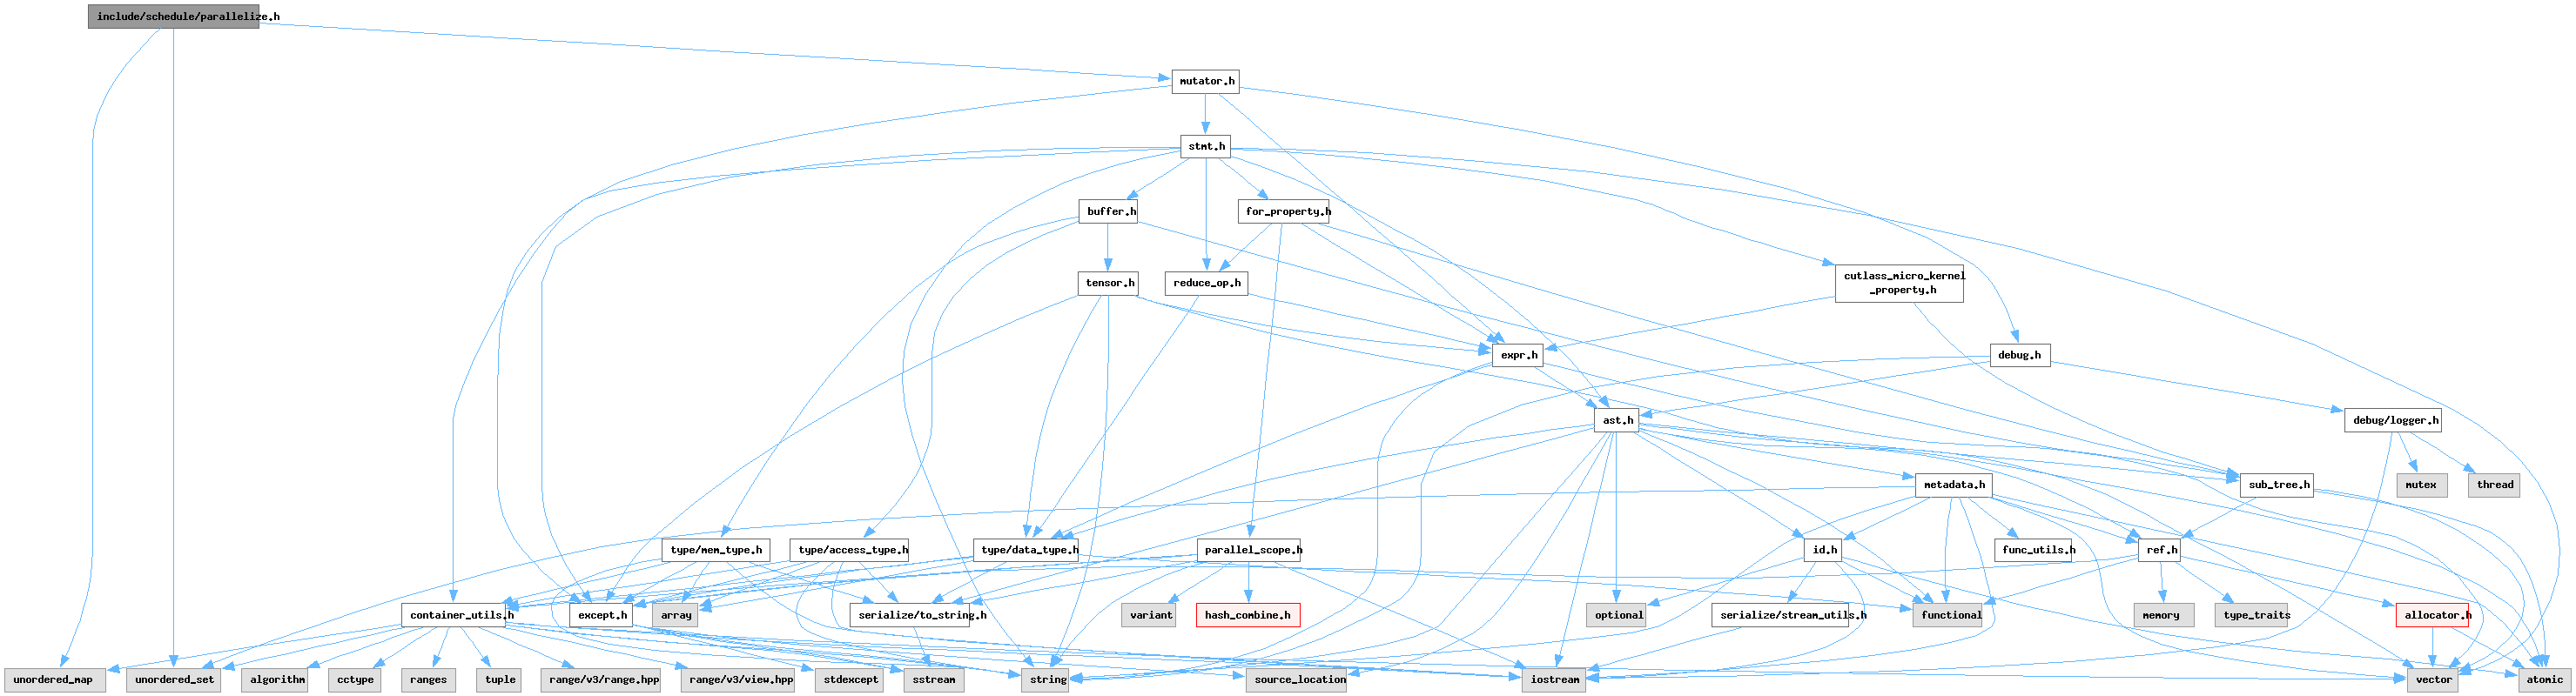 include/schedule/parallelize.h
mutator.h
stmt.h
buffer.h
for_property.h
tensor.h
reduce_op.h
cutlass_micro_kernel
_property.h
expr.h
debug.h
ast.h
debug/logger.h
metadata.h
sub_tree.h
mutex
thread
type/mem_type.h
type/access_type.h
type/data_type.h
parallel_scope.h
id.h
func_utils.h
ref.h
container_utils.h
except.h
array
serialize/to_string.h
variant
hash_combine.h
optional
serialize/stream_utils.h
functional
memory
type_traits
allocator.h
unordered_map
unordered_set
algorithm
cctype
ranges
tuple
range/v3/range.hpp
range/v3/view.hpp
stdexcept
sstream
string
source_location
iostream
vector
atomic